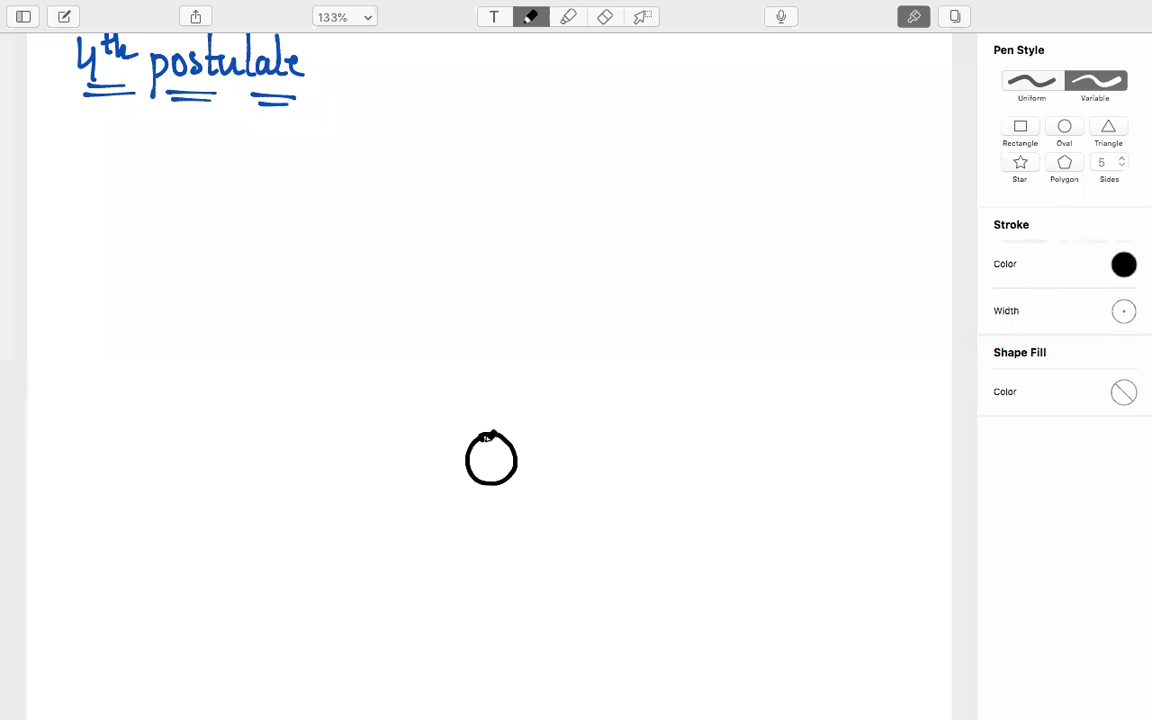 133%
T
4th postulate
Pen Style
Uniform Variable
Rectangle Oval Triangle
5
Star Polygon Sides
Stroke
Color
Width
Shape Fill
Color